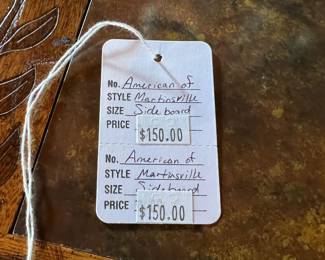 No. American of
STYLE Martinsville
SIZE Sideboard
PRICE $150.00
No. American of
STYLE Martinsville
SIZE Sideboard
PRICE $150.00